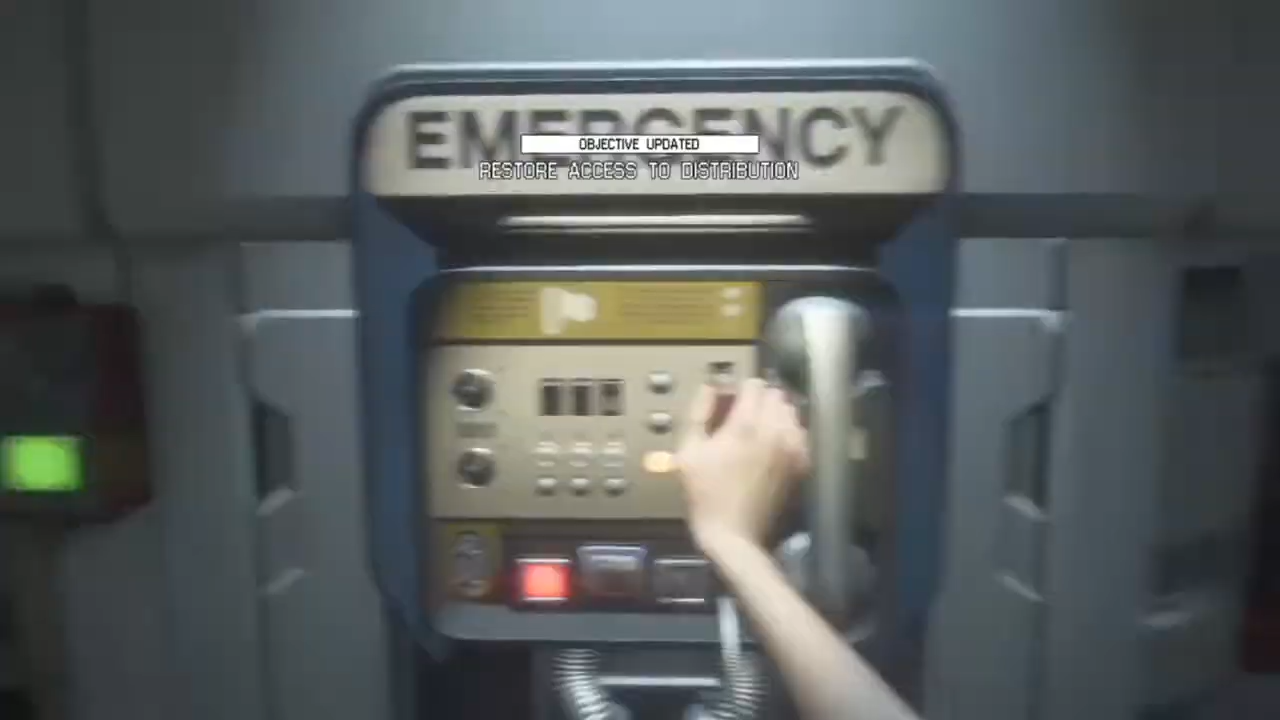 EMERGENCY
OBJECTIVE UPDATED
RESTORE ACCESS TO DISTRIBUTION